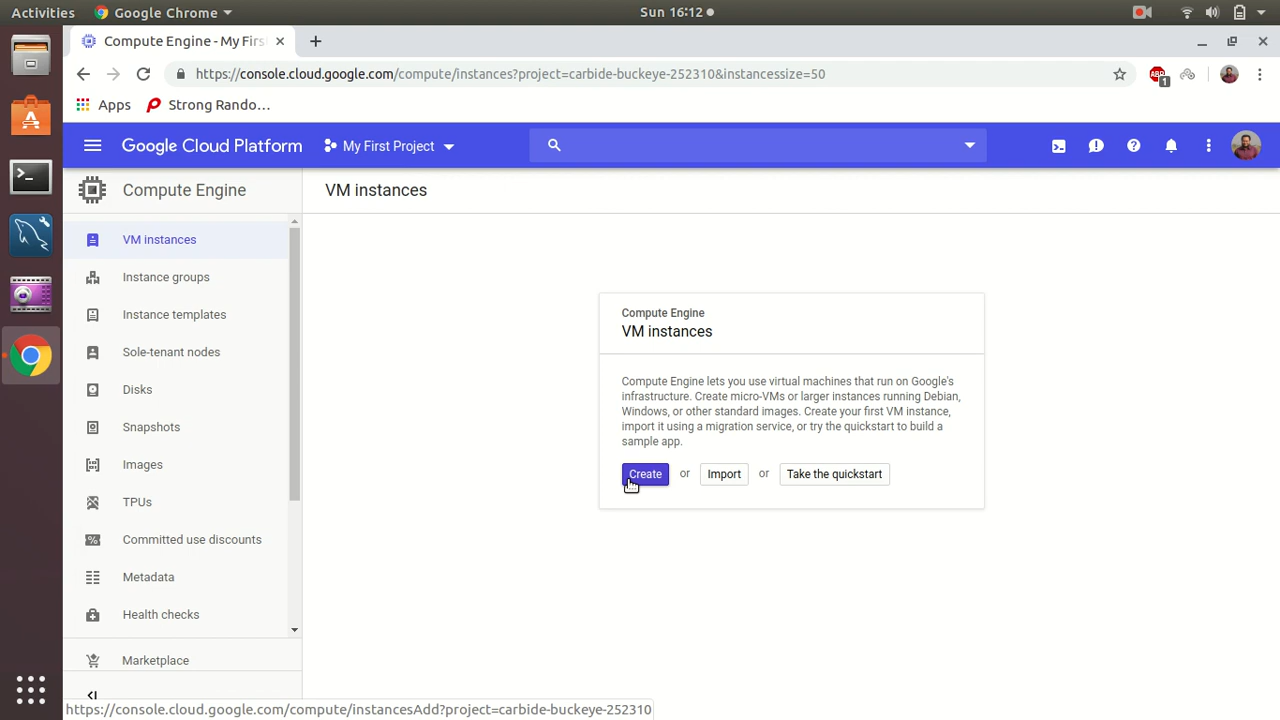 Activities
Google Chrome
Sun 16:12
Compute Engine - My Firs
https://console.cloud.google.com/compute/instances?project=carbide-buckeye-252310&instancessize=50
ABP
1
Apps
Strong Rando...
Google Cloud Platform
My First Project
Compute Engine
VM instances
VM instances
Instance groups
Instance templates
Sole-tenant nodes
Disks
Snapshots
Images
TPUs
Committed use discounts
Metadata
Health checks
Marketplace
Compute Engine
VM instances
Compute Engine lets you use virtual machines that run on Google's
infrastructure. Create micro-VMs or larger instances running Debian,
Windows, or other standard images. Create your first VM instance,
import it using a migration service, or try the quickstart to build a
sample app.
Create or Import or Take the quickstart
https://console.cloud.google.com/compute/instancesAdd?project=carbide-buckeye-252310